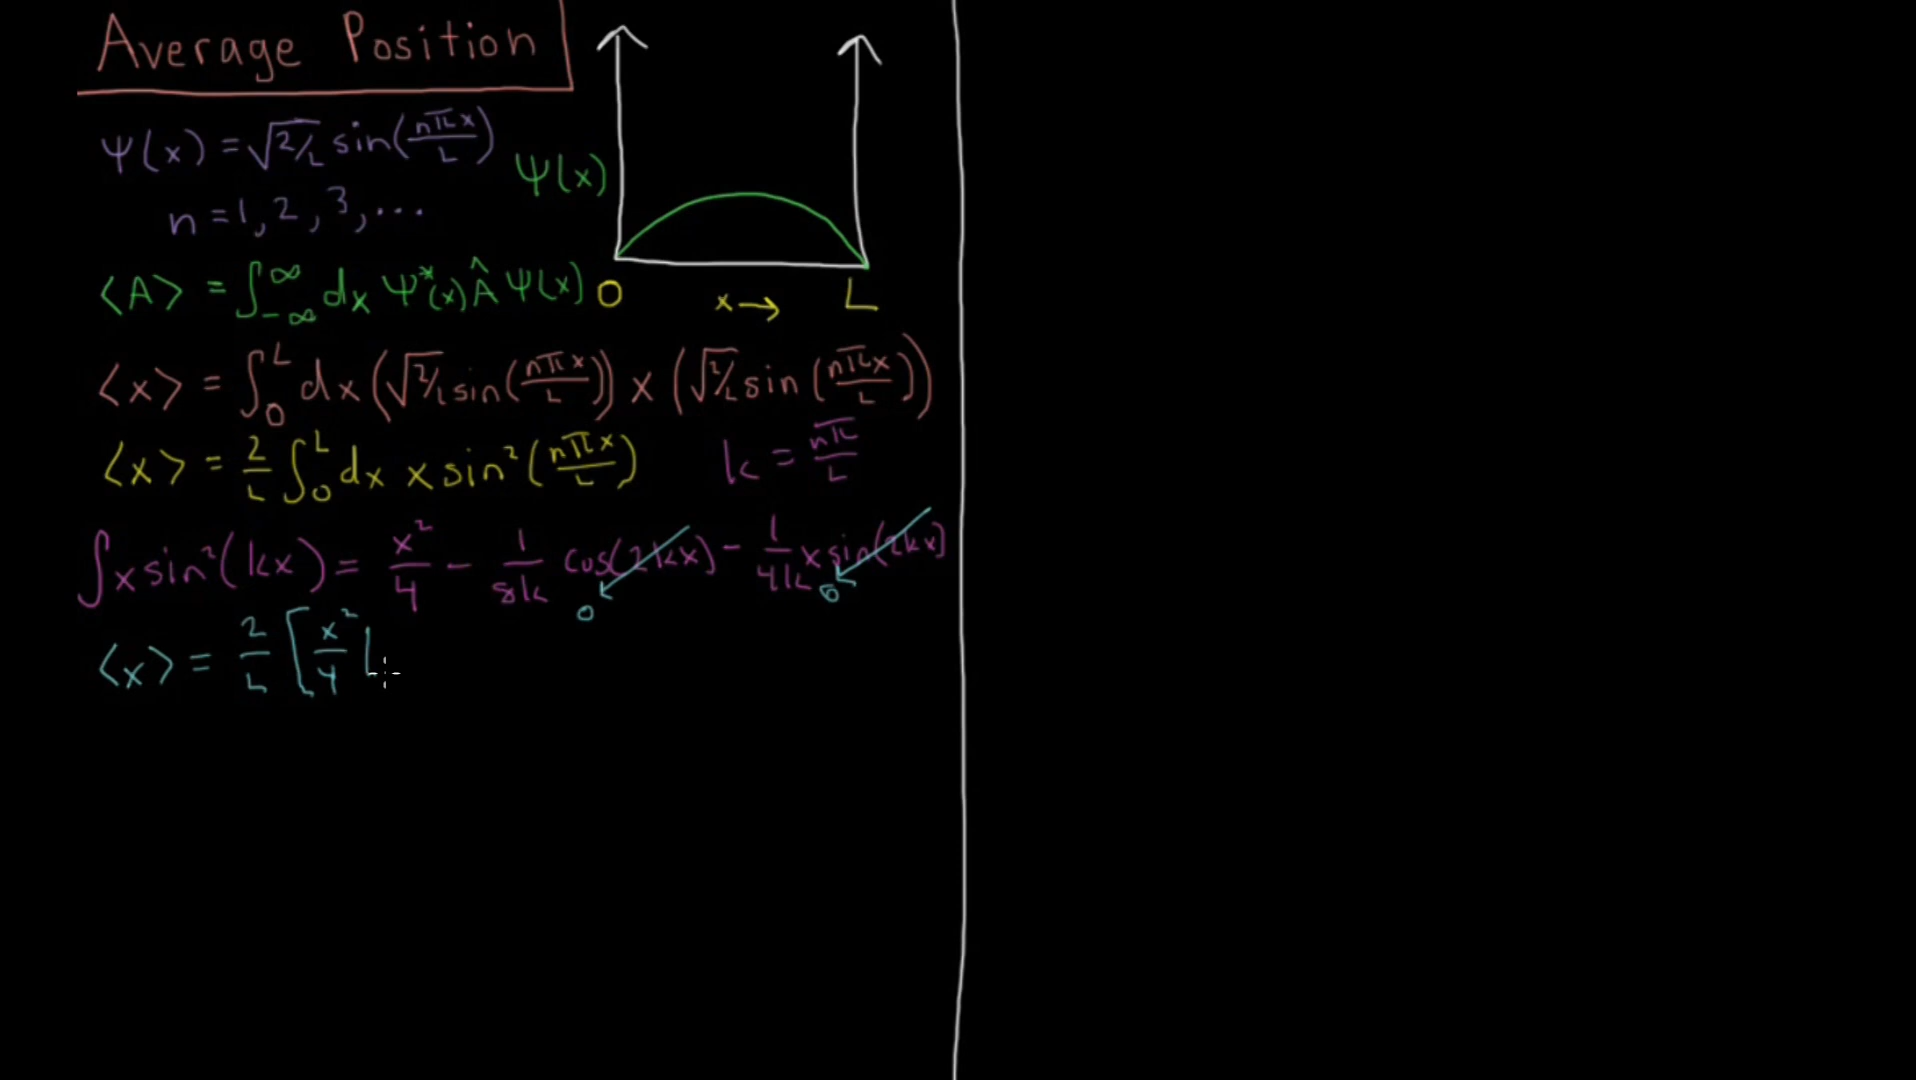 Average Position
Ψ(x) = √2/L sin(nπx/L)
n = 1, 2, 3, ...
Ψ(x)
⟨A⟩ = ∫_{-∞}^{∞} dx Ψ*(x) Â Ψ(x)
0 x → L
⟨x⟩ = ∫_0^L dx (√2/L sin(nπx/L)) x (√2/L sin(nπx/L))
⟨x⟩ = 2/L ∫_0^L dx x sin²(nπx/L) k = nπ/L
∫x sin²(kx) = x²/4 - 1/8k cos(2kx) - 1/4k x sin(2kx)
0 0
⟨x⟩ = 2/L [x²/4 |